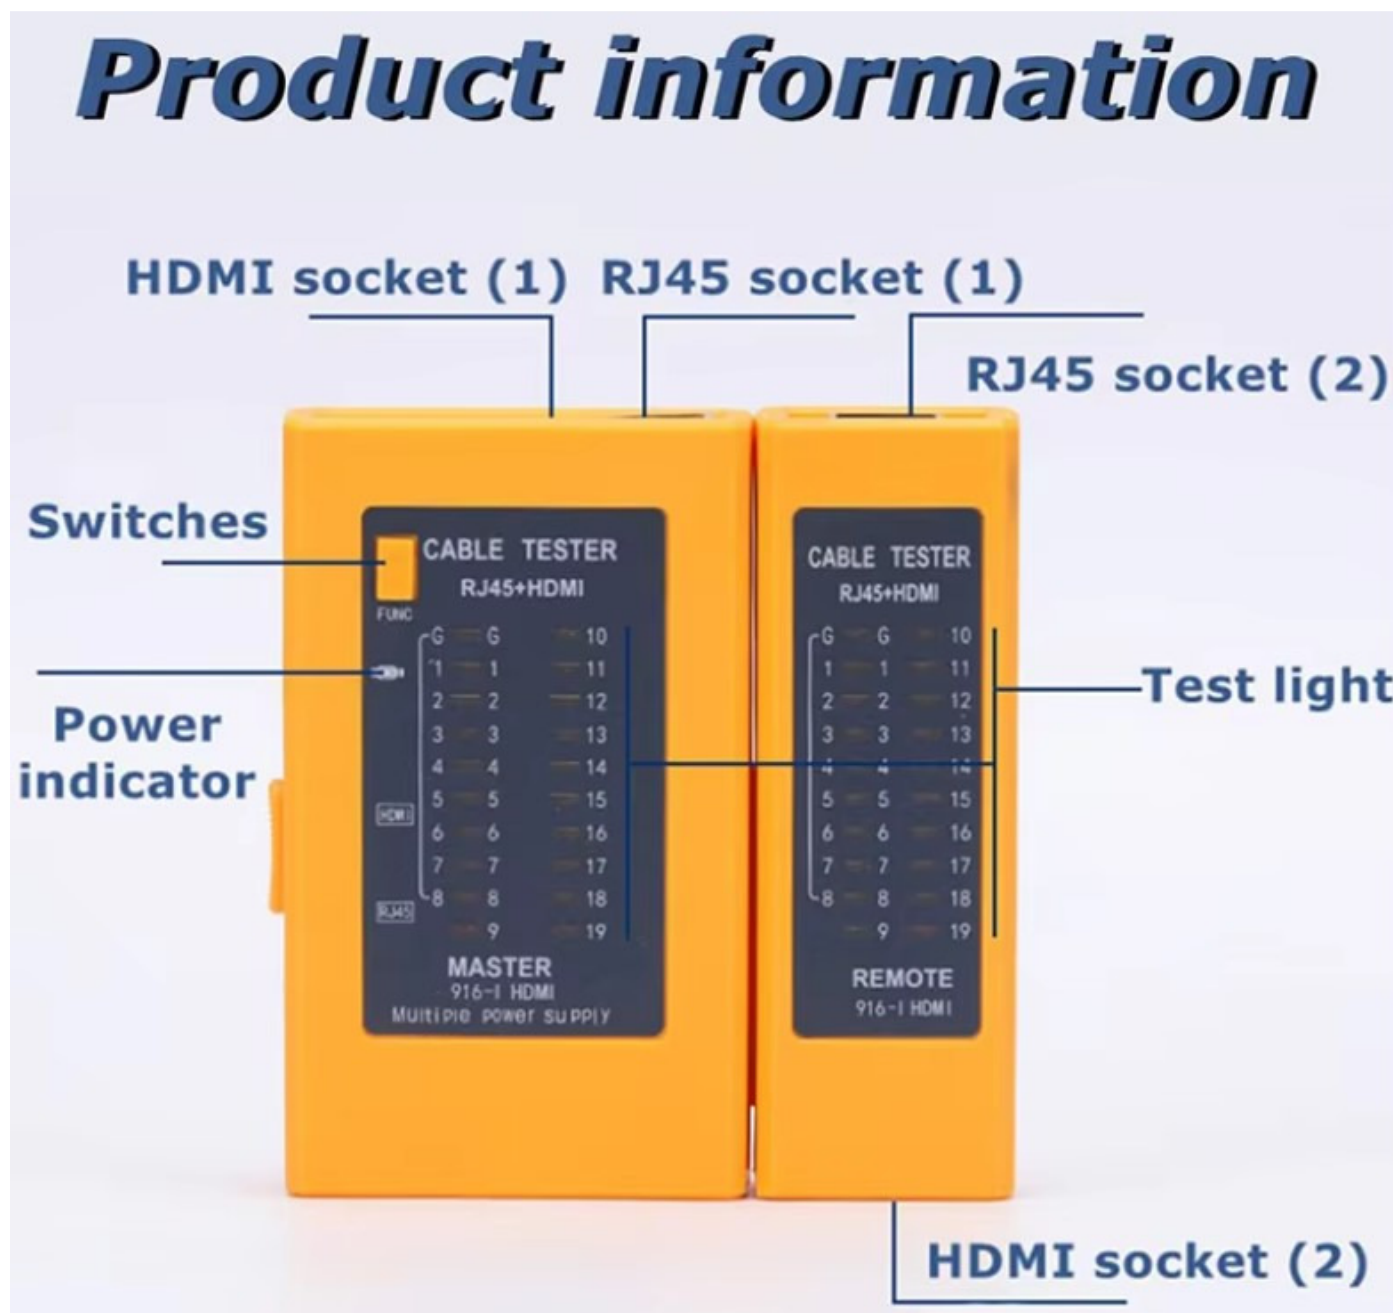 Product information
HDMI socket (1)
RJ45 socket (1)
RJ45 socket (2)
Switches
Power
indicator
Test light
HDMI socket (2)
CABLE TESTER
RJ45+HDMI
FUNC
G G 10
1 1 11
2 2 12
3 3 13
4 4 14
5 5 15
HDMI
6 6 16
7 7 17
8 8 18
RJ45
9 19
MASTER
916-I HDMI
Multiple power supply
CABLE TESTER
RJ45+HDMI
G G 10
1 1 11
2 2 12
3 3 13
4 4 14
5 5 15
6 6 16
7 7 17
8 8 18
9 19
REMOTE
916-I HDMI